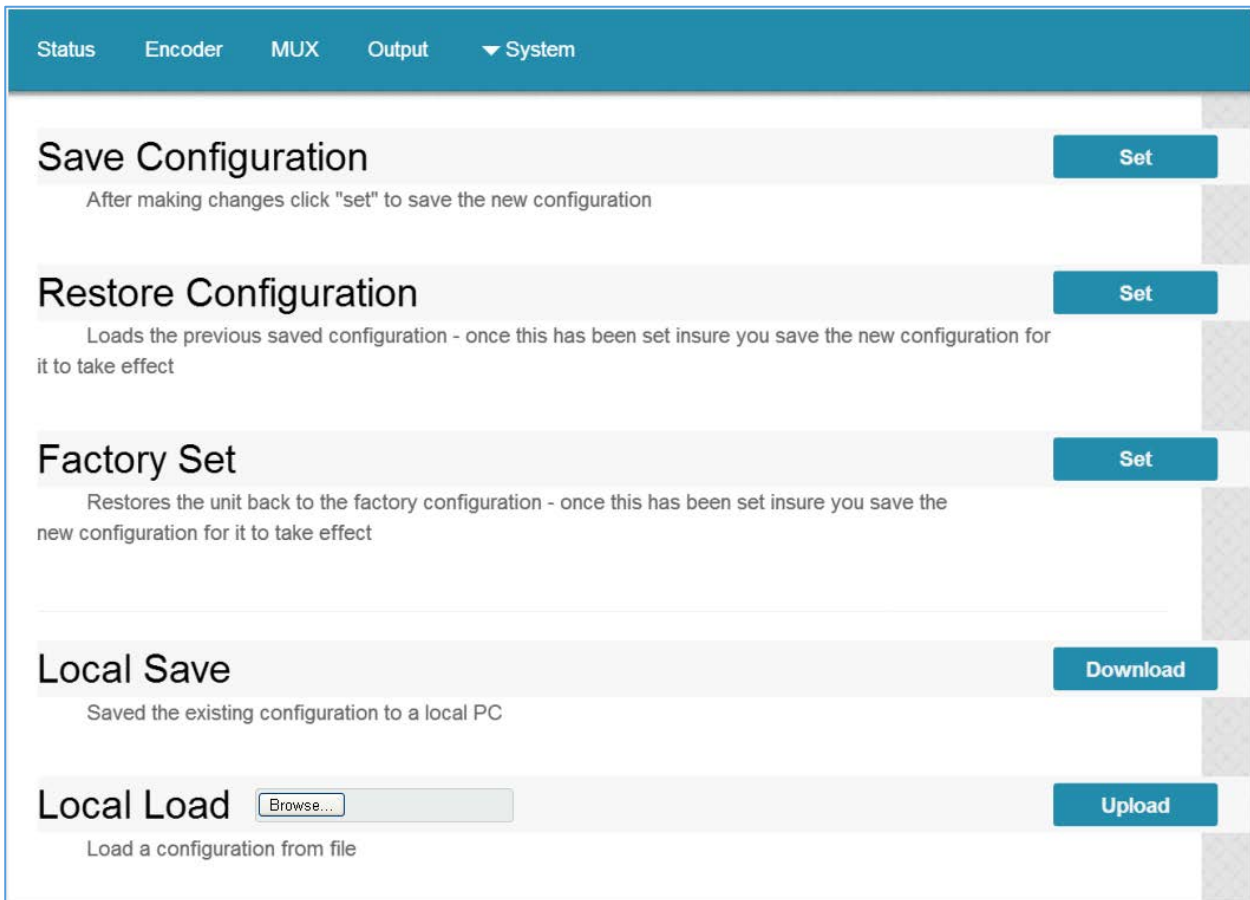 Status Encoder MUX Output System
Save Configuration Set
After making changes click "set" to save the new configuration
Restore Configuration Set
Loads the previous saved configuration - once this has been set insure you save the new configuration for
it to take effect
Factory Set Set
Restores the unit back to the factory configuration - once this has been set insure you save the
new configuration for it to take effect
Local Save Download
Saved the existing configuration to a local PC
Local Load Browse... Upload
Load a configuration from file